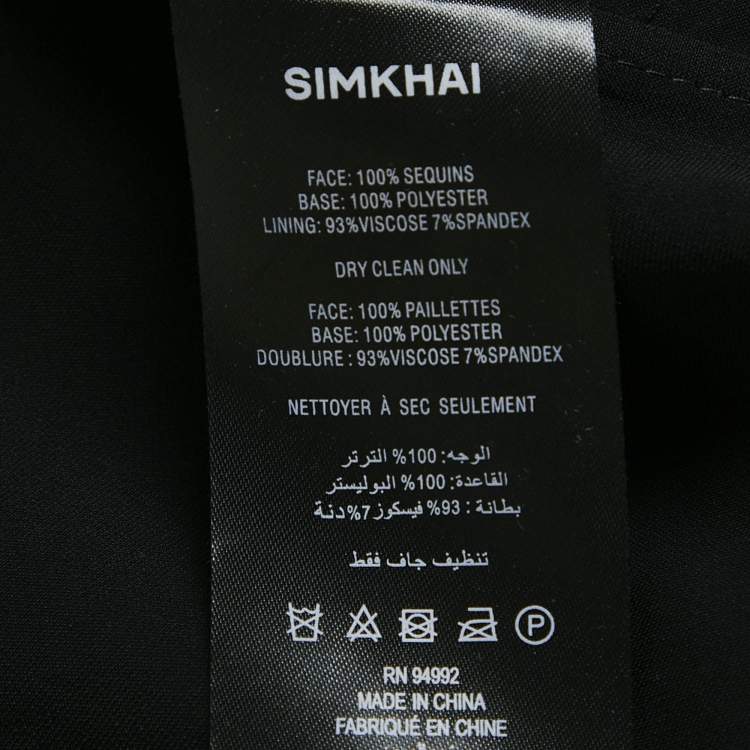 SIMKHAI
FACE: 100% SEQUINS
BASE: 100% POLYESTER
LINING: 93%VISCOSE 7%SPANDEX
DRY CLEAN ONLY
FACE: 100% PAILLETTES
BASE: 100% POLYESTER
DOUBLURE : 93%VISCOSE 7%SPANDEX
NETTOYER À SEC SEULEMENT
الوجه: 100% الترتر
القاعدة: 100% البوليستر
بطانة : 93% فيسكوز 7%دنة
تنظيف جاف فقط
P
RN 94992
MADE IN CHINA
FABRIQUÉ EN CHINE